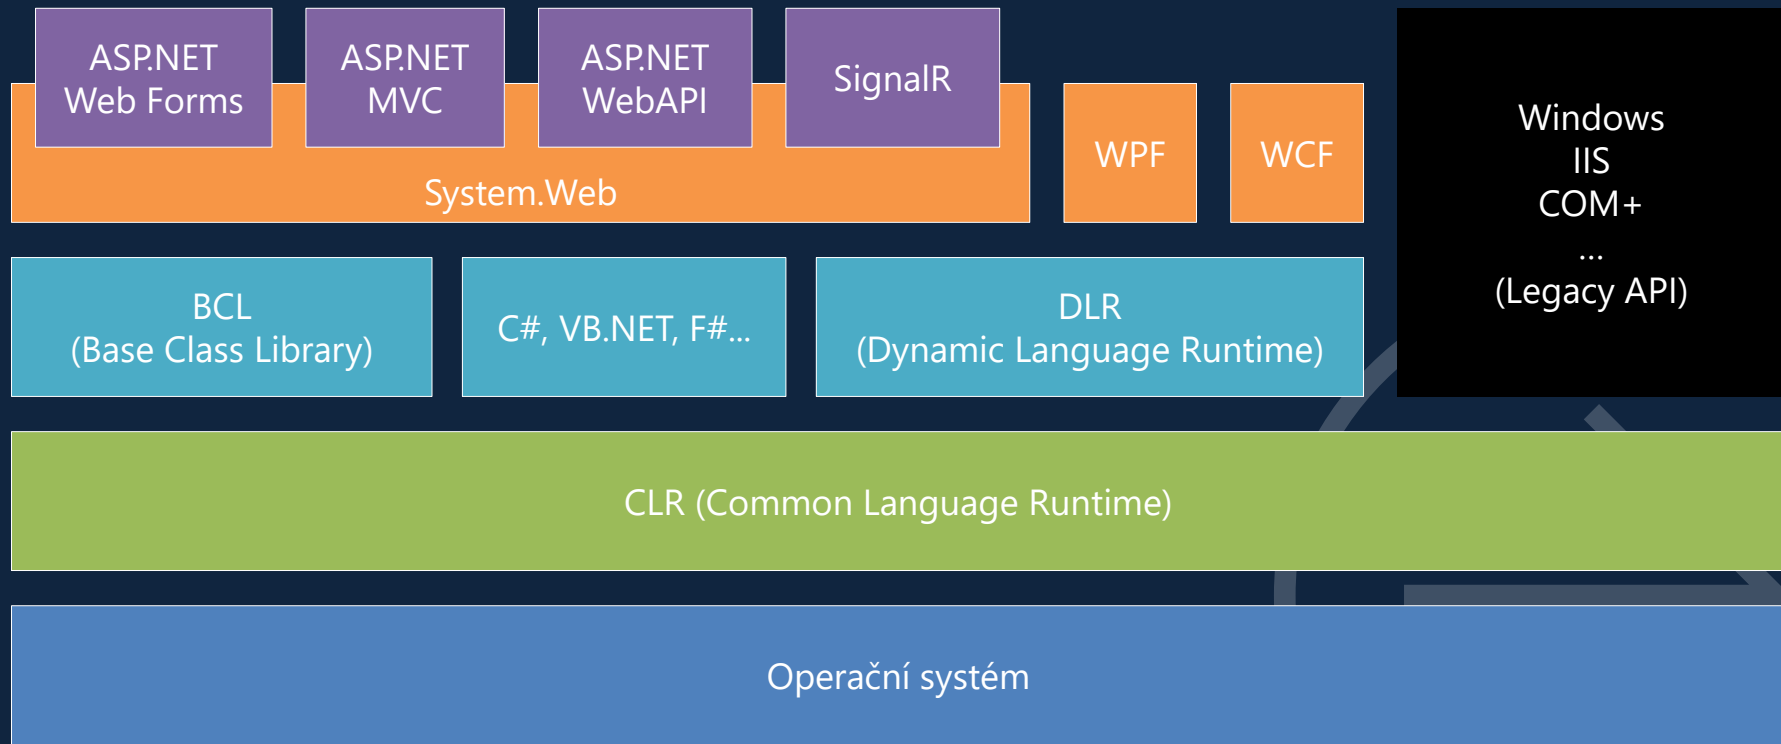 ASP.NET
Web Forms
ASP.NET
MVC
ASP.NET
WebAPI
SignalR
System.Web
WPF
WCF
Windows
IIS
COM+
...
(Legacy API)
BCL
(Base Class Library)
C#, VB.NET, F#...
DLR
(Dynamic Language Runtime)
CLR (Common Language Runtime)
Operační systém